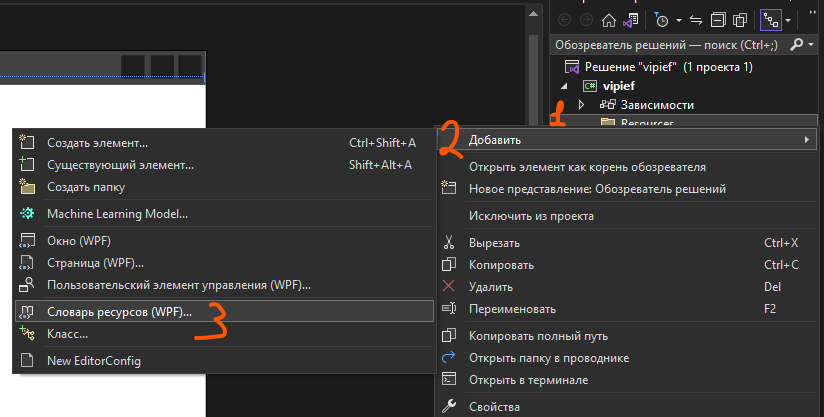 Обозреватель решений — поиск (Ctrl+;)
Решение "vipief" (1 проекта 1)
C# vipief
Зависимости
1
Resources
Создать элемент... Ctrl+Shift+A
Существующий элемент... Shift+Alt+A
Создать папку
Machine Learning Model...
Окно (WPF)
Страница (WPF)...
Пользовательский элемент управления (WPF)...
Словарь ресурсов (WPF)...
3
Класс...
New EditorConfig
2
Добавить
Открыть элемент как корень обозревателя
Новое представление: Обозреватель решений
Исключить из проекта
Вырезать Ctrl+X
Копировать Ctrl+C
Удалить Del
Переименовать F2
Копировать полный путь
Открыть папку в проводнике
Открыть в терминале
Свойства